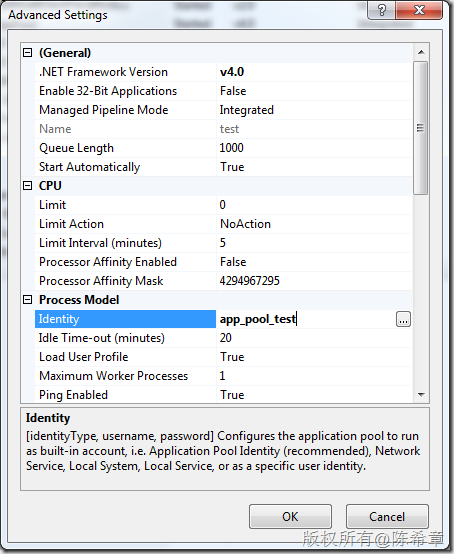 Advanced Settings
(General)
.NET Framework Version v4.0
Enable 32-Bit Applications False
Managed Pipeline Mode Integrated
Name test
Queue Length 1000
Start Automatically True
CPU
Limit 0
Limit Action NoAction
Limit Interval (minutes) 5
Processor Affinity Enabled False
Processor Affinity Mask 4294967295
Process Model
Identity app_pool_test ...
Idle Time-out (minutes) 20
Load User Profile True
Maximum Worker Processes 1
Ping Enabled True
Identity
[identityType, username, password] Configures the application pool to run
as built-in account, i.e. Application Pool Identity (recommended), Network
Service, Local System, Local Service, or as a specific user identity.
OK Cancel
版权所有@陈希章